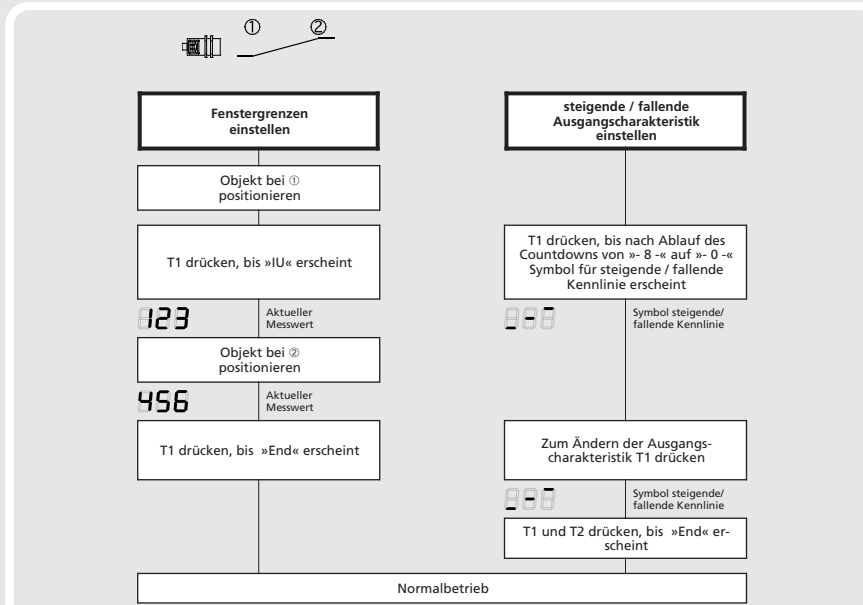 ① ②
Fenstergrenzen
einstellen
Objekt bei ①
positionieren
T1 drücken, bis »IU« erscheint
123
Aktueller
Messwert
Objekt bei ②
positionieren
456
Aktueller
Messwert
T1 drücken, bis »End« erscheint
steigende / fallende
Ausgangscharakteristik
einstellen
T1 drücken, bis nach Ablauf des
Countdowns von »- 8 -« auf »- 0 -«
Symbol für steigende / fallende
Kennlinie erscheint
Symbol steigende/
fallende Kennlinie
Zum Ändern der Ausgangs-
charakteristik T1 drücken
Symbol steigende/
fallende Kennlinie
T1 und T2 drücken, bis »End« er-
scheint
Normalbetrieb